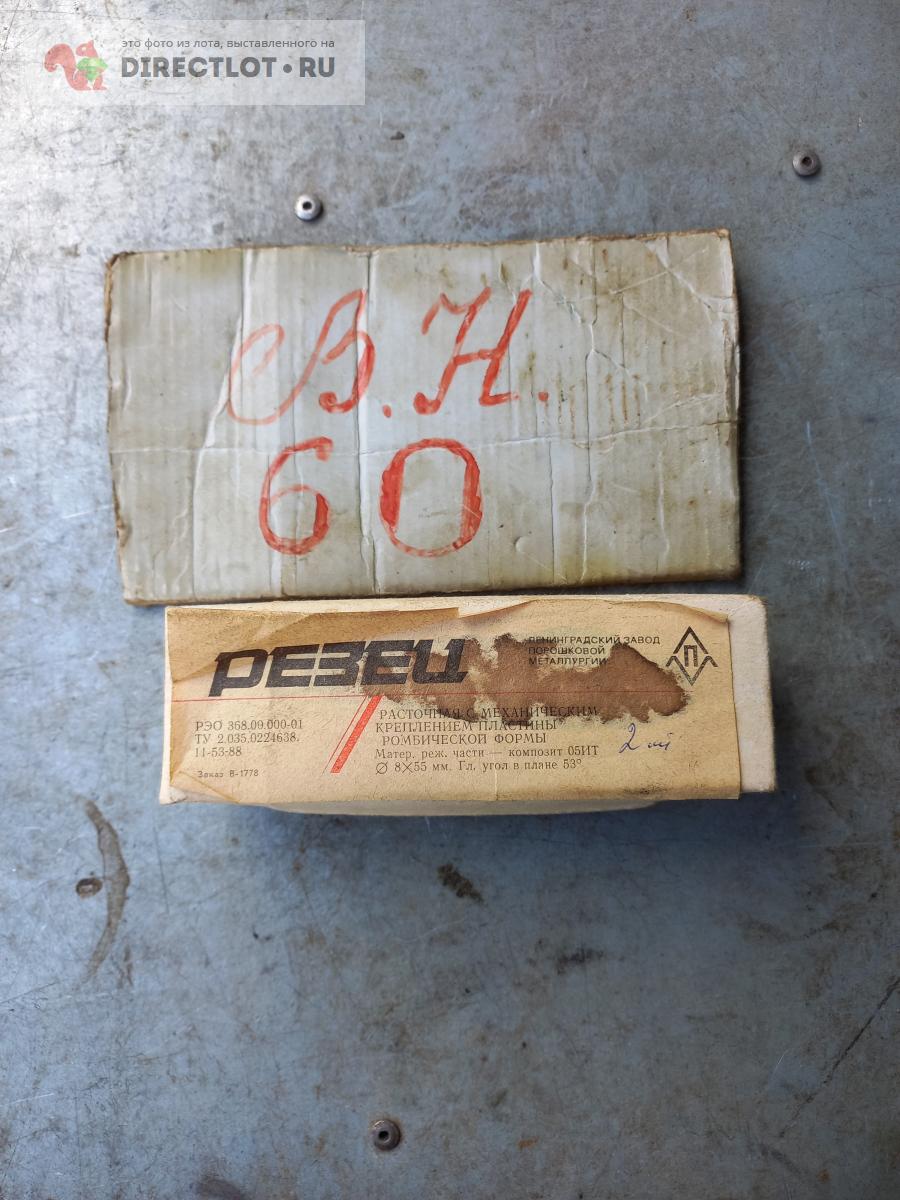 это фото из лота, выставленного на
DIRECTLOT•RU
В.Н.
60
РЕЗЕЦ
ЛЕНИНГРАДСКИЙ ЗАВОД
ПОРОШКОВОЙ
МЕТАЛЛУРГИИ
П
РЭО 368.09.000-01
ТУ 2.035.0224638.
11-53-88
Заказ В-1778
РАСТОЧНАЯ С МЕХАНИЧЕСКИМ
КРЕПЛЕНИЕМ ПЛАСТИНЫ
РОМБИЧЕСКОЙ ФОРМЫ
Матер. реж. части — композит 05ИТ
Ø 8×55 мм. Гл. угол в плане 53°
2